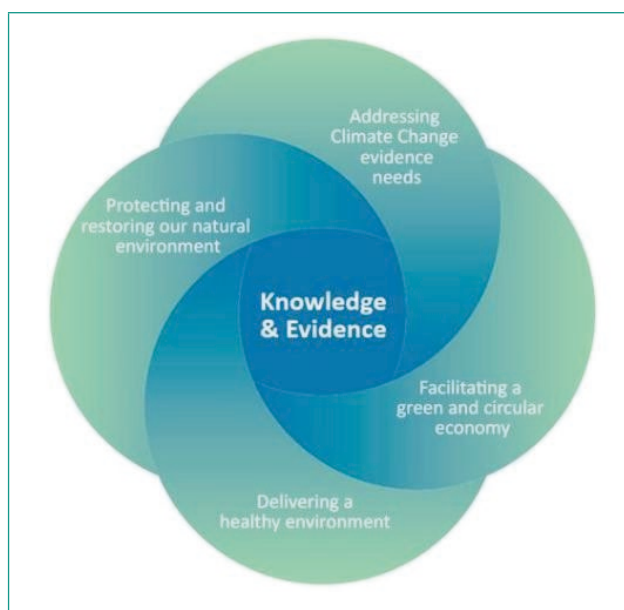 Addressing
Climate Change
evidence
needs
Protecting and
restoring our natural
environment
Knowledge
& Evidence
Facilitating a
green and circular
economy
Delivering a
healthy environment